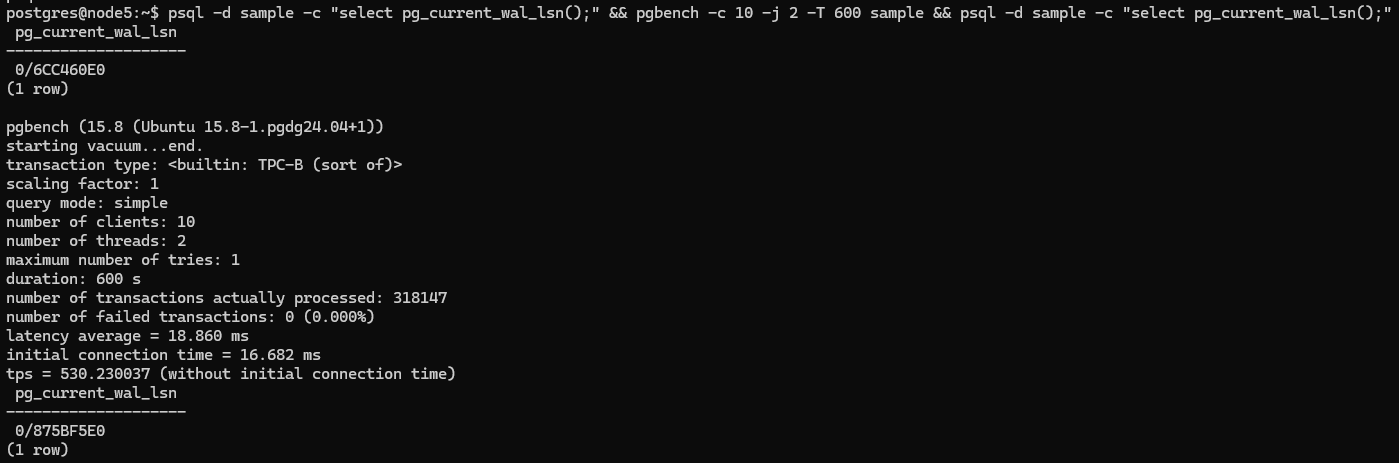 postgres@node5:~$ psql -d sample -c "select pg_current_wal_lsn();" && pgbench -c 10 -j 2 -T 600 sample && psql -d sample -c "select pg_current_wal_lsn();"
 pg_current_wal_lsn
--------------------
 0/6CC460E0
(1 row)

pgbench (15.8 (Ubuntu 15.8-1.pgdg24.04+1))
starting vacuum...end.
transaction type: <builtin: TPC-B (sort of)>
scaling factor: 1
query mode: simple
number of clients: 10
number of threads: 2
maximum number of tries: 1
duration: 600 s
number of transactions actually processed: 318147
number of failed transactions: 0 (0.000%)
latency average = 18.860 ms
initial connection time = 16.682 ms
tps = 530.230037 (without initial connection time)
 pg_current_wal_lsn
--------------------
 0/875BF5E0
(1 row)